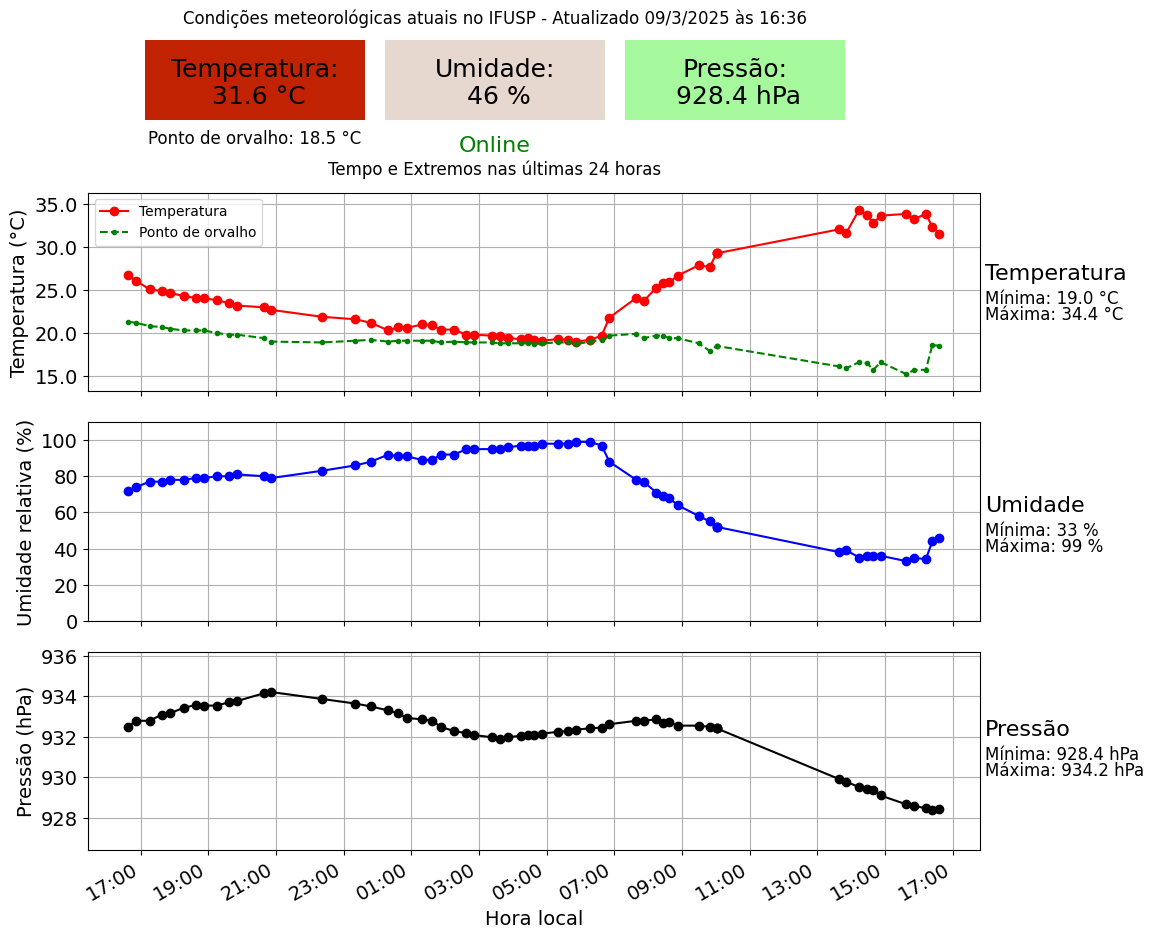 Condições meteorológicas atuais no IFUSP - Atualizado 09/3/2025 às 16:36
Temperatura:
31.6 °C
Umidade:
46 %
Pressão:
928.4 hPa
Ponto de orvalho: 18.5 °C
Online
Tempo e Extremos nas últimas 24 horas
Temperatura (°C)
35.0
30.0
25.0
20.0
15.0
Temperatura
Ponto de orvalho
Temperatura
Mínima: 19.0 °C
Máxima: 34.4 °C
Umidade relativa (%)
100
80
60
40
20
0
Umidade
Mínima: 33 %
Máxima: 99 %
Pressão (hPa)
936
934
932
930
928
Pressão
Mínima: 928.4 hPa
Máxima: 934.2 hPa
17:00
19:00
21:00
23:00
01:00
03:00
05:00
07:00
09:00
11:00
13:00
15:00
17:00
Hora local